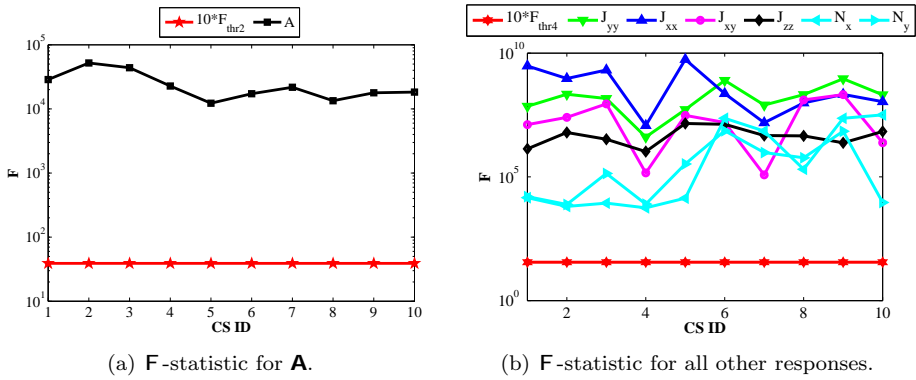 10*F_thr2 A
10^5
10^4
10^3
10^2
10^1
F
1 2 3 4 5 6 7 8 9 10
CS ID
(a) F-statistic for A.
10*F_thr4 J_yy J_xx J_xy J_zz N_x N_y
10^10
10^5
10^0
F
2 4 6 8 10
CS ID
(b) F-statistic for all other responses.